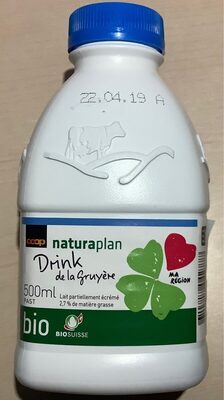 22.04.19 A
coop naturaplan
Drink
de la Gruyère
MA
RÉGION
500ml
PAST
Lait partiellement écrémé
2,7 % de matière grasse
bio
BIOSUISSE